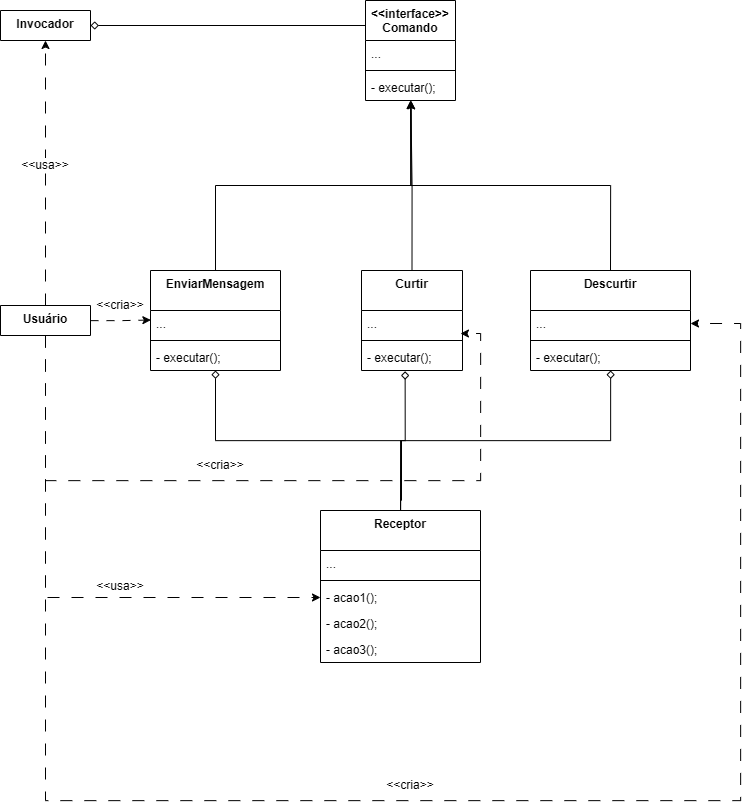 Invocador
<<interface>>
Comando
...
- executar();
<<usa>>
EnviarMensagem
...
- executar();
Curtir
...
- executar();
Descurtir
...
- executar();
<<cria>>
Usuário
<<cria>>
Receptor
...
- acao1();
- acao2();
- acao3();
<<usa>>
<<cria>>